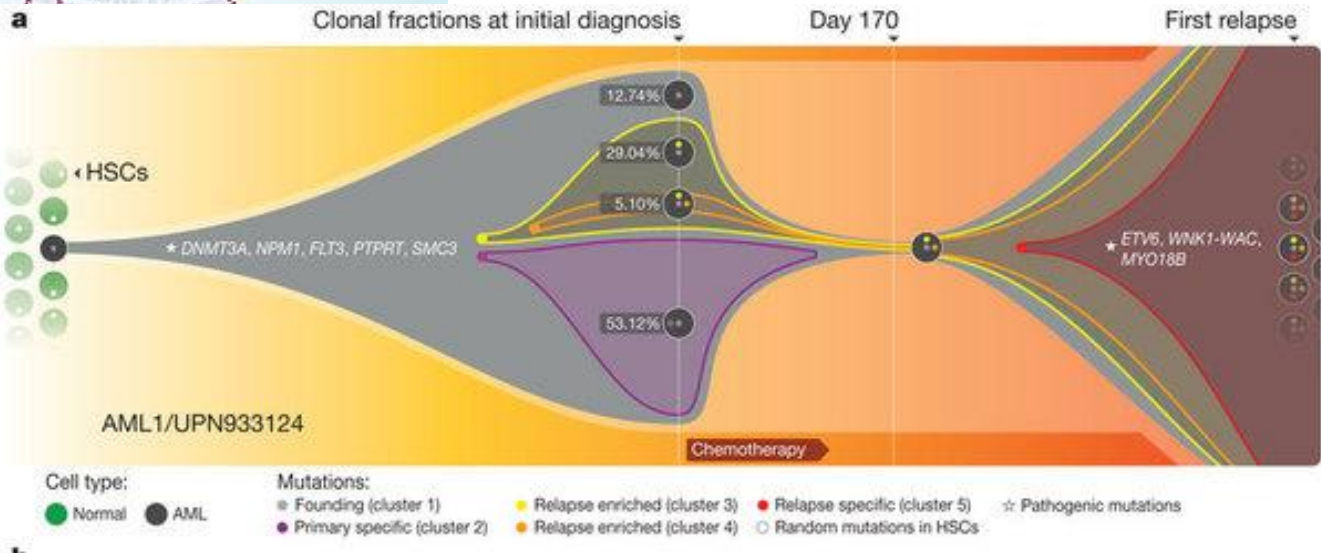 a
Clonal fractions at initial diagnosis
Day 170
First relapse
12.74%
29.04%
HSCs
5.10%
DNMT3A, NPM1, FLT3, PTPRT, SMC3
ETV6, WNK1-WAC,
MYO18B
53.12%
AML1/UPN933124
Chemotherapy
Cell type:
Normal
AML
Mutations:
Founding (cluster 1)
Primary specific (cluster 2)
Relapse enriched (cluster 3)
Relapse enriched (cluster 4)
Relapse specific (cluster 5)
Random mutations in HSCs
Pathogenic mutations